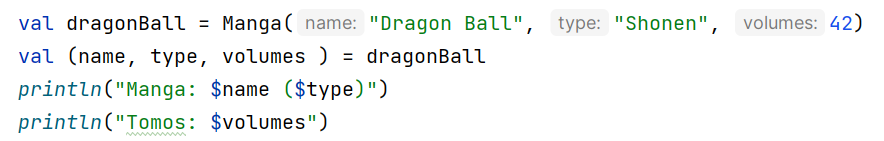 val dragonBall = Manga( name: "Dragon Ball", type: "Shonen", volumes: 42)
val (name, type, volumes ) = dragonBall
println("Manga: $name ($type)")
println("Tomos: $volumes")